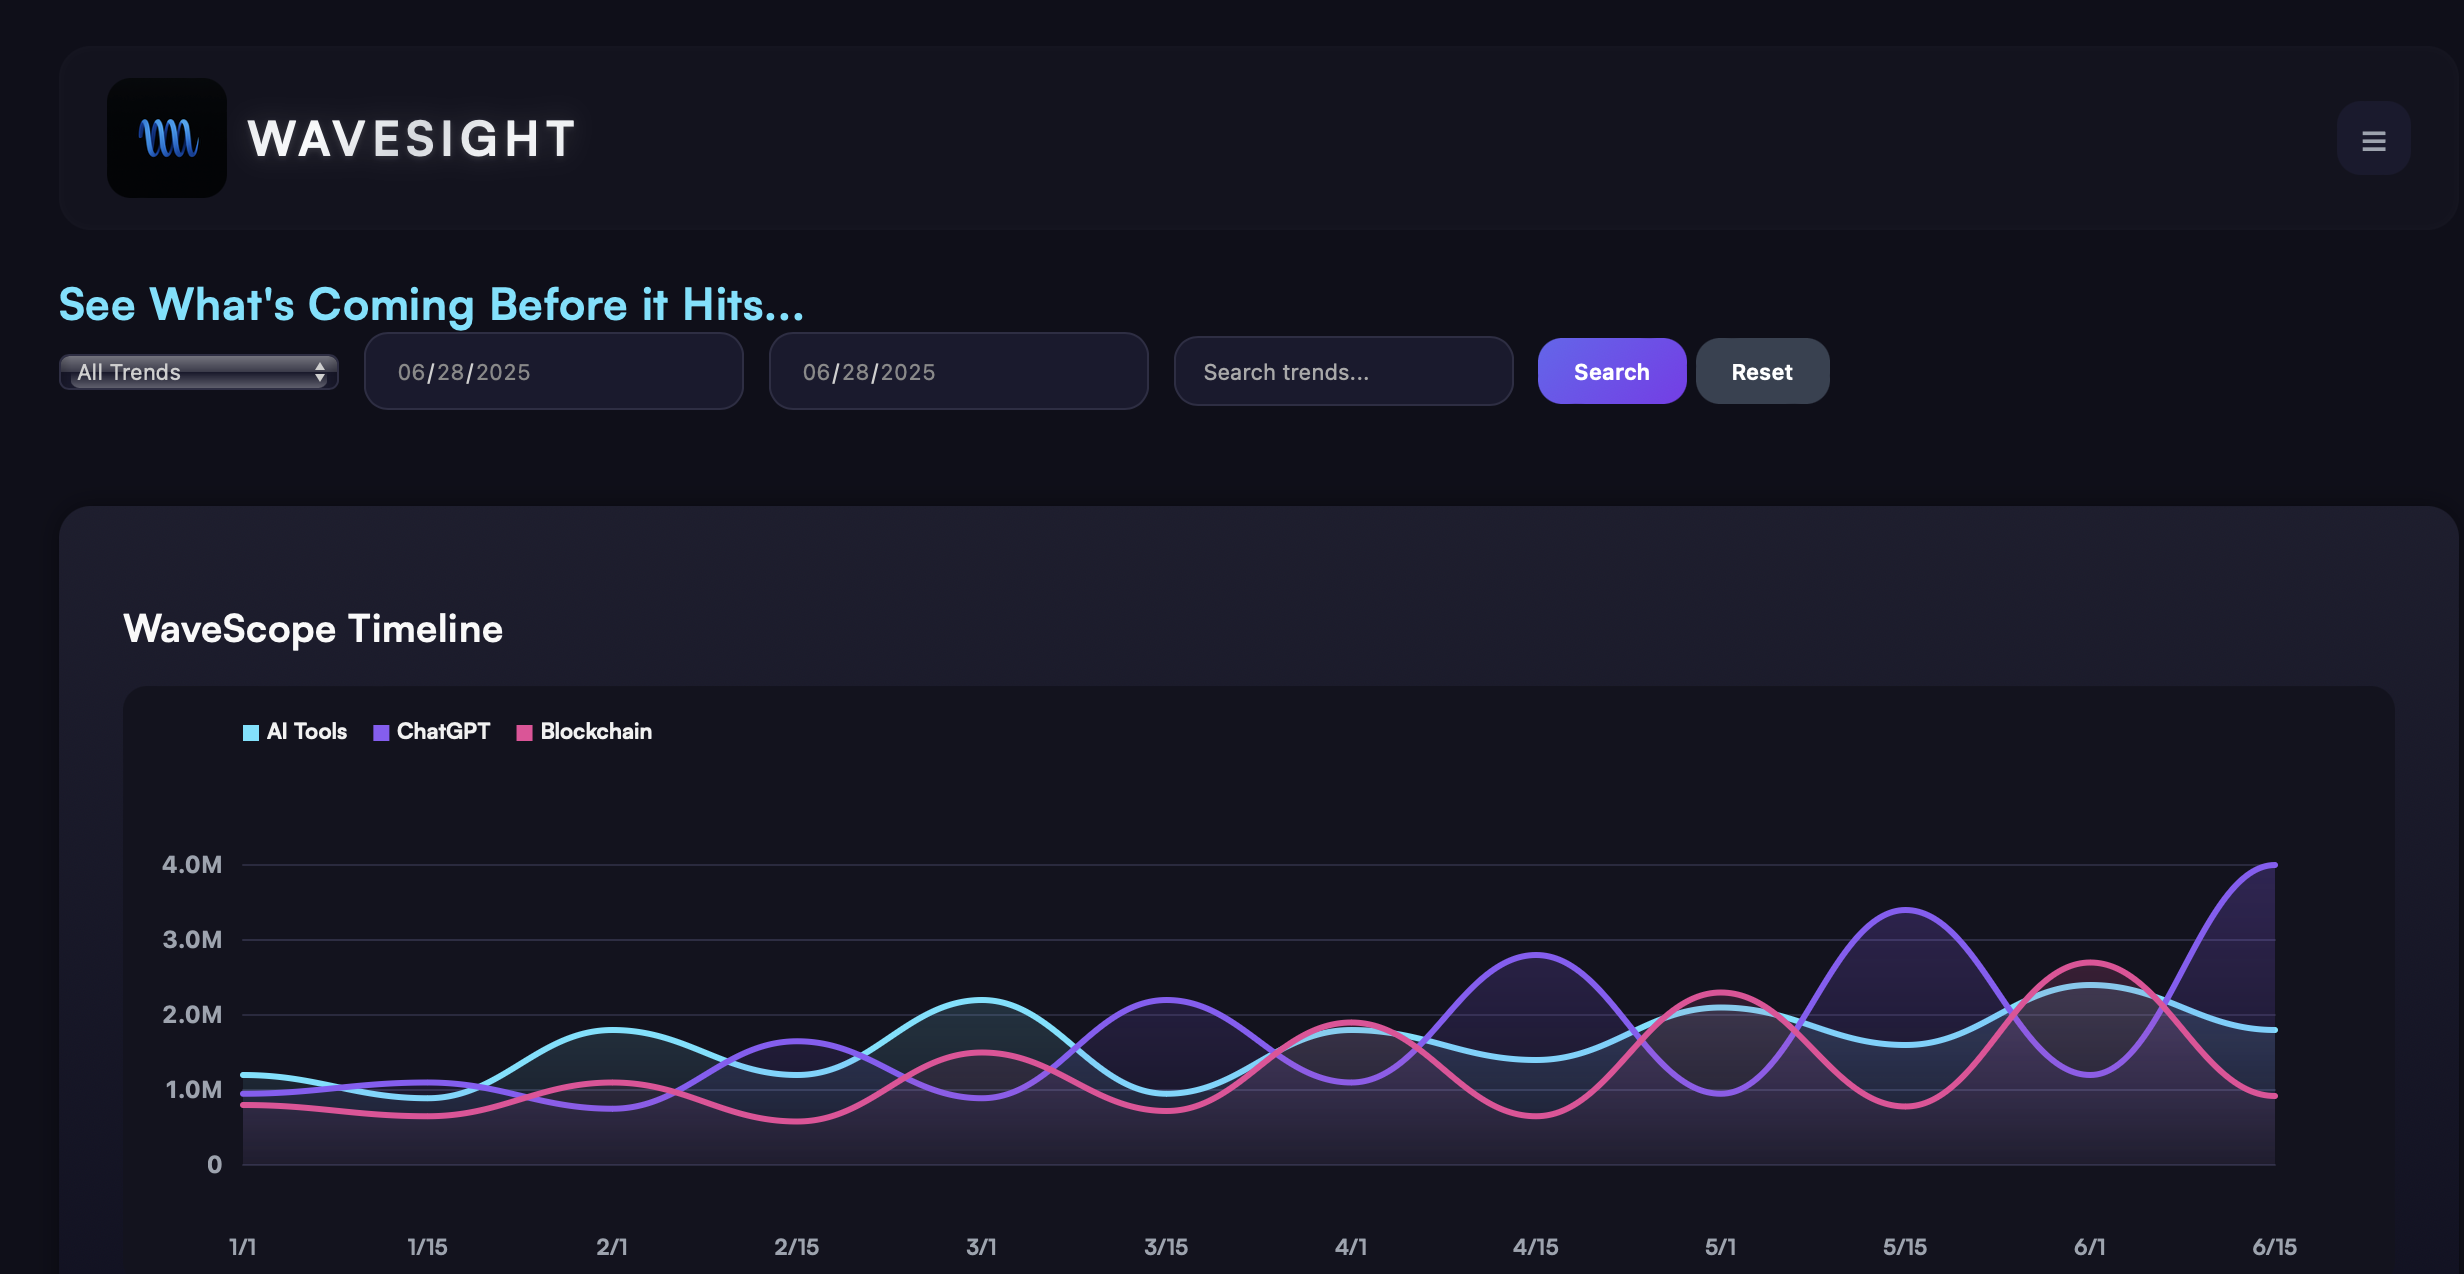 WAVESIGHT
See What's Coming Before it Hits...
All Trends 06/28/2025 06/28/2025 Search trends... Search Reset
WaveScope Timeline
AI Tools ChatGPT Blockchain
4.0M
3.0M
2.0M
1.0M
0
1/1 1/15 2/1 2/15 3/1 3/15 4/1 4/15 5/1 5/15 6/1 6/15